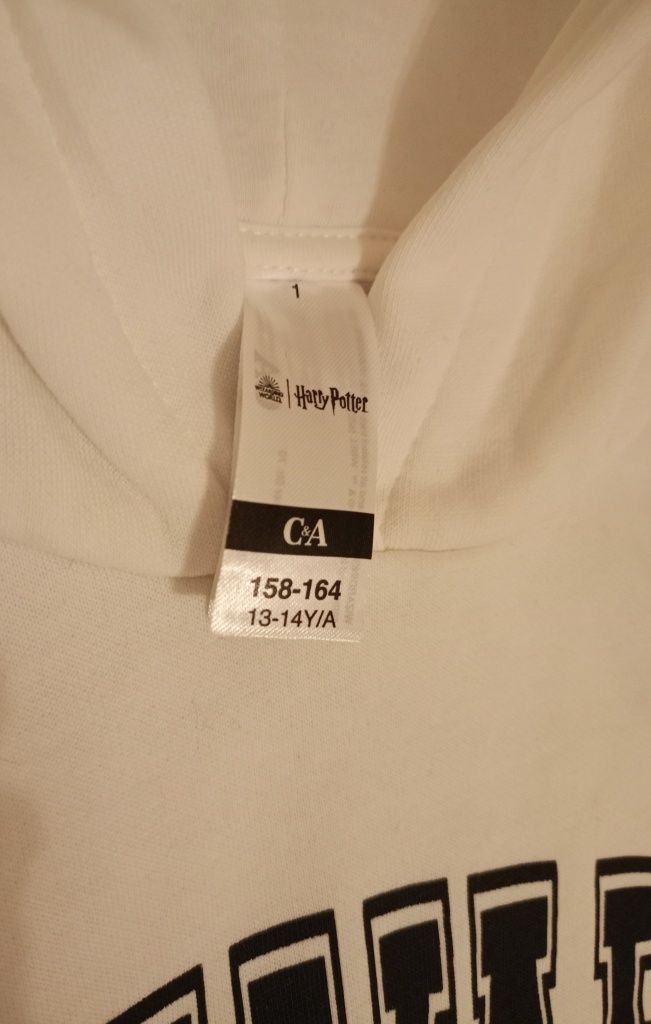 1
WIZARDING
WORLD
Harry Potter
C&A
158-164
13-14Y/A